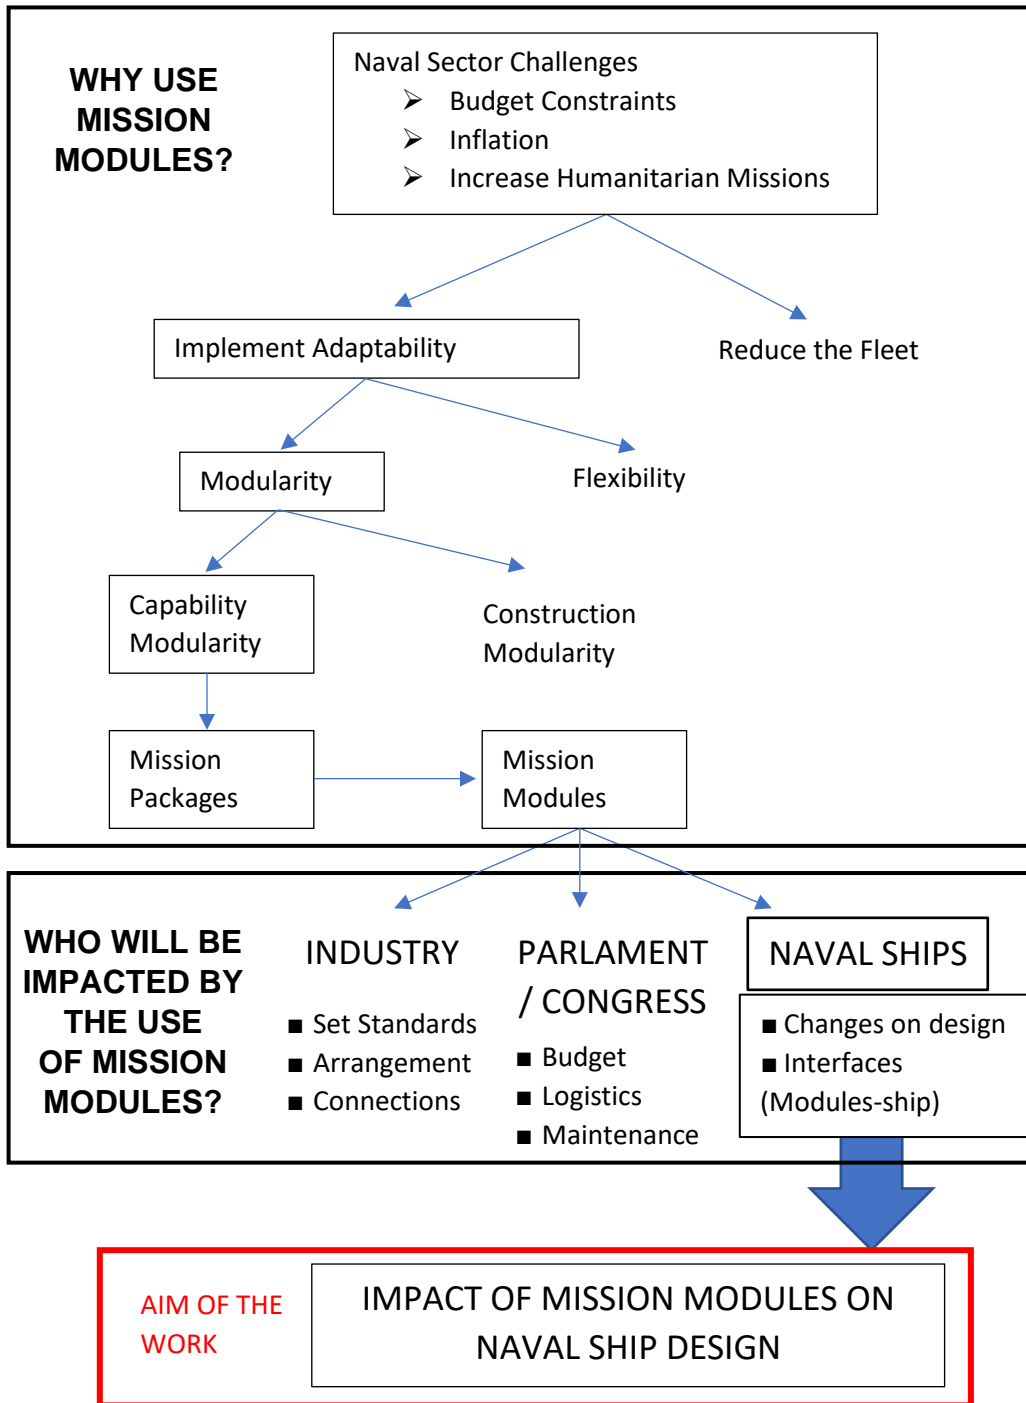 WHY USE
MISSION
MODULES?
Naval Sector Challenges
➢ Budget Constraints
➢ Inflation
➢ Increase Humanitarian Missions
Implement Adaptability
Reduce the Fleet
Modularity
Flexibility
Capability
Modularity
Construction
Modularity
Mission
Packages
Mission
Modules
WHO WILL BE
IMPACTED BY
THE USE
OF MISSION
MODULES?
INDUSTRY
■ Set Standards
■ Arrangement
■ Connections
PARLAMENT
/ CONGRESS
■ Budget
■ Logistics
■ Maintenance
NAVAL SHIPS
■ Changes on design
■ Interfaces
(Modules-ship)
AIM OF THE
WORK
IMPACT OF MISSION MODULES ON
NAVAL SHIP DESIGN